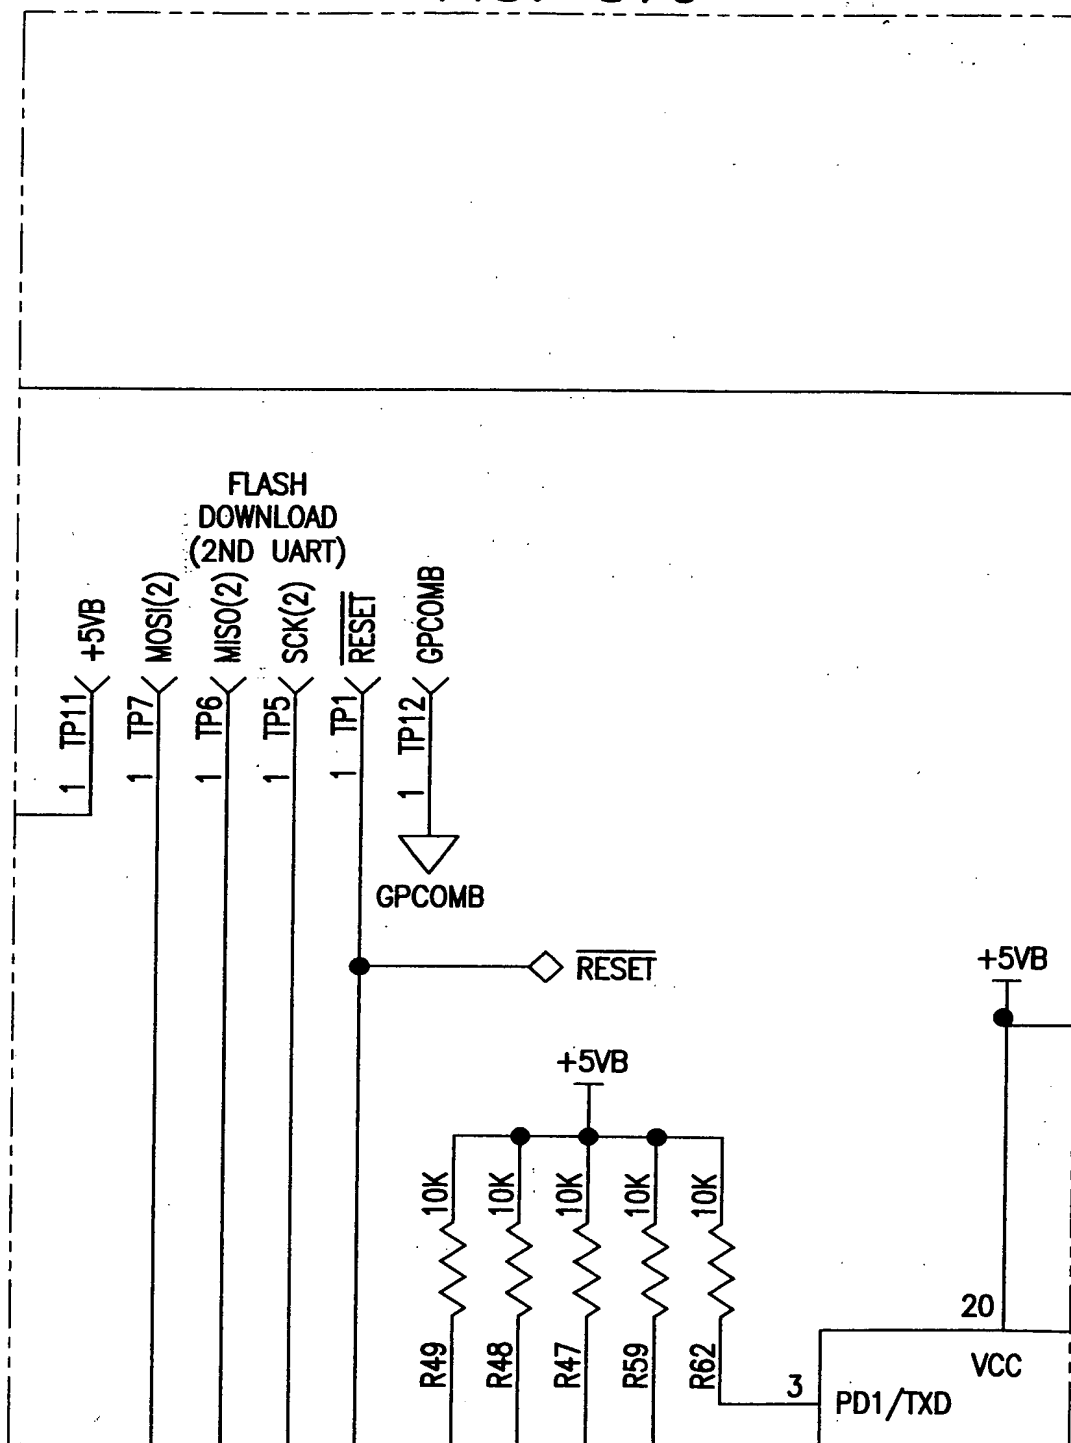 FLASH
DOWNLOAD
(2ND UART)
+5VB
MOSI(2)
MISO(2)
SCK(2)
RESET
GPCOMB
1 TP11
1 TP7
1 TP6
1 TP5
1 TP1
1 TP12
GPCOMB
RESET
+5VB
+5VB
10K
10K
10K
10K
10K
R49
R48
R47
R59
R62
20
VCC
3
PD1/TXD